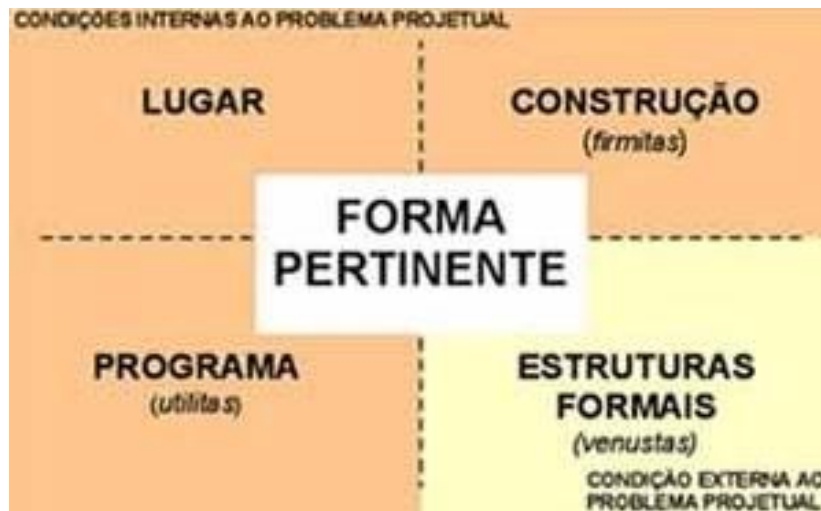 CONDIÇÕES INTERNAS AO PROBLEMA PROJETUAL
LUGAR
CONSTRUÇÃO
(firmitas)
FORMA
PERTINENTE
PROGRAMA
(utilitas)
ESTRUTURAS
FORMAIS
(venustas)
CONDIÇÃO EXTERNA AO
PROBLEMA PROJETUAL